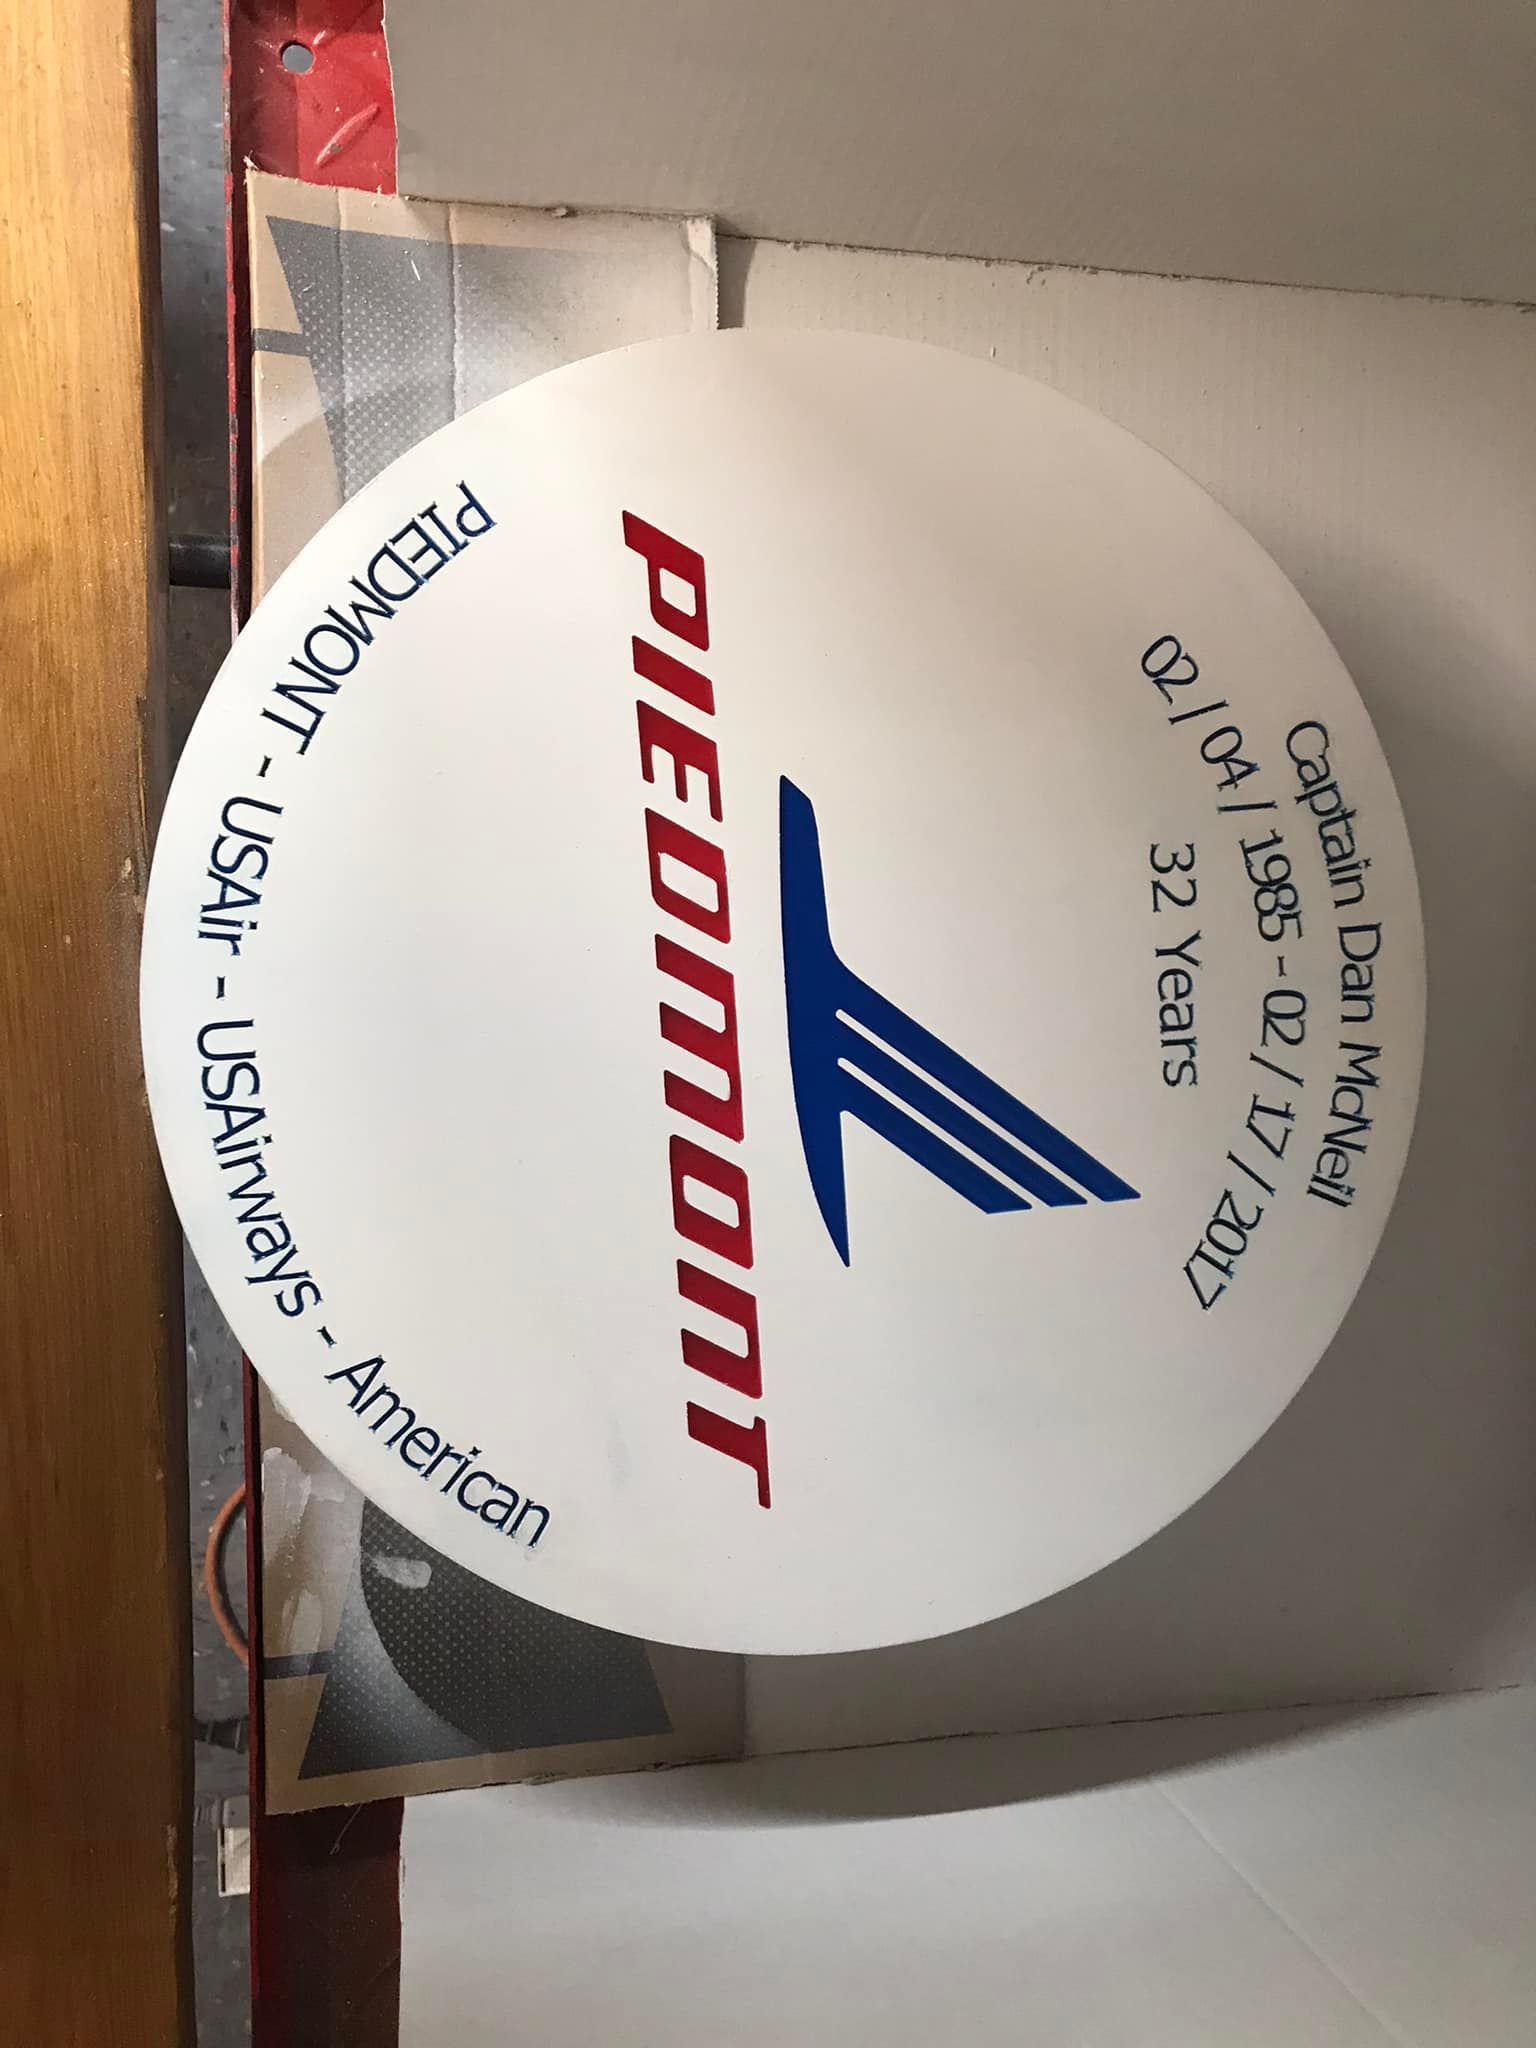 Captain Dan McNeil
02 / 04 / 1985 - 02 / 17 / 2017
32 Years
PIEDMONT
PIEDMONT - USAir - USAirways - American